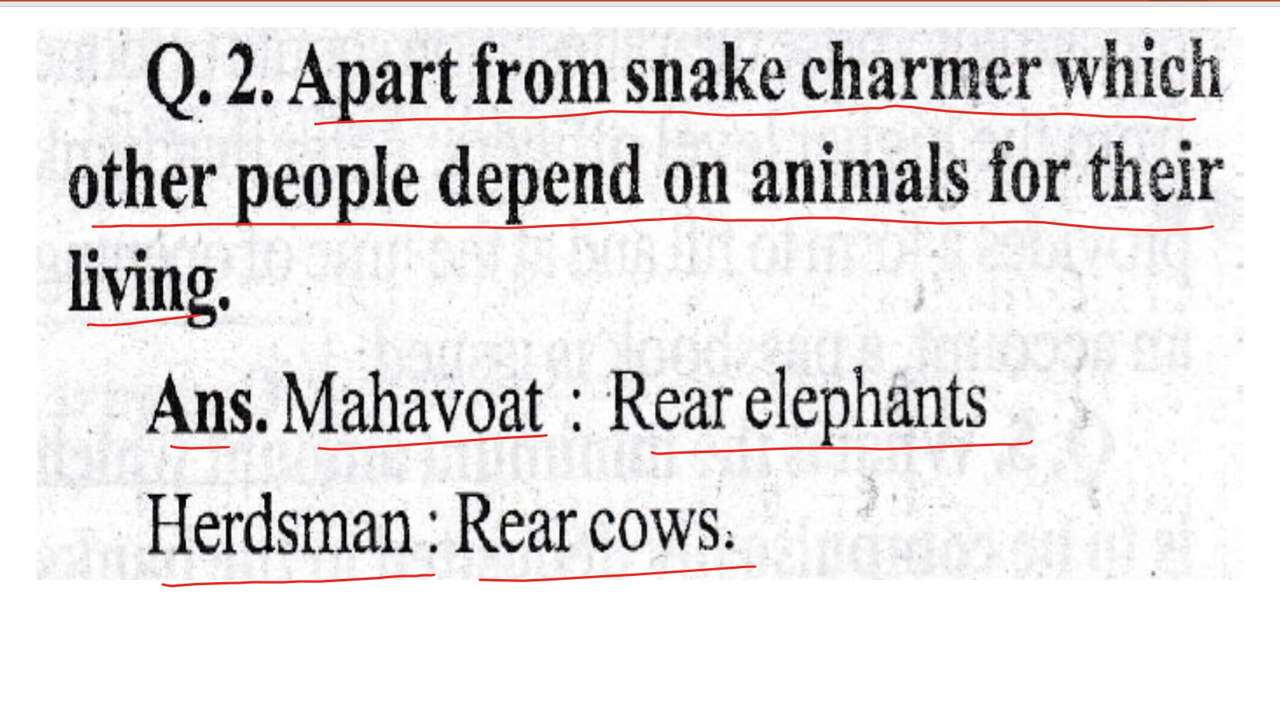 Q. 2. Apart from snake charmer which
other people depend on animals for their
living.
Ans. Mahavoat : Rear elephants
Herdsman : Rear cows.